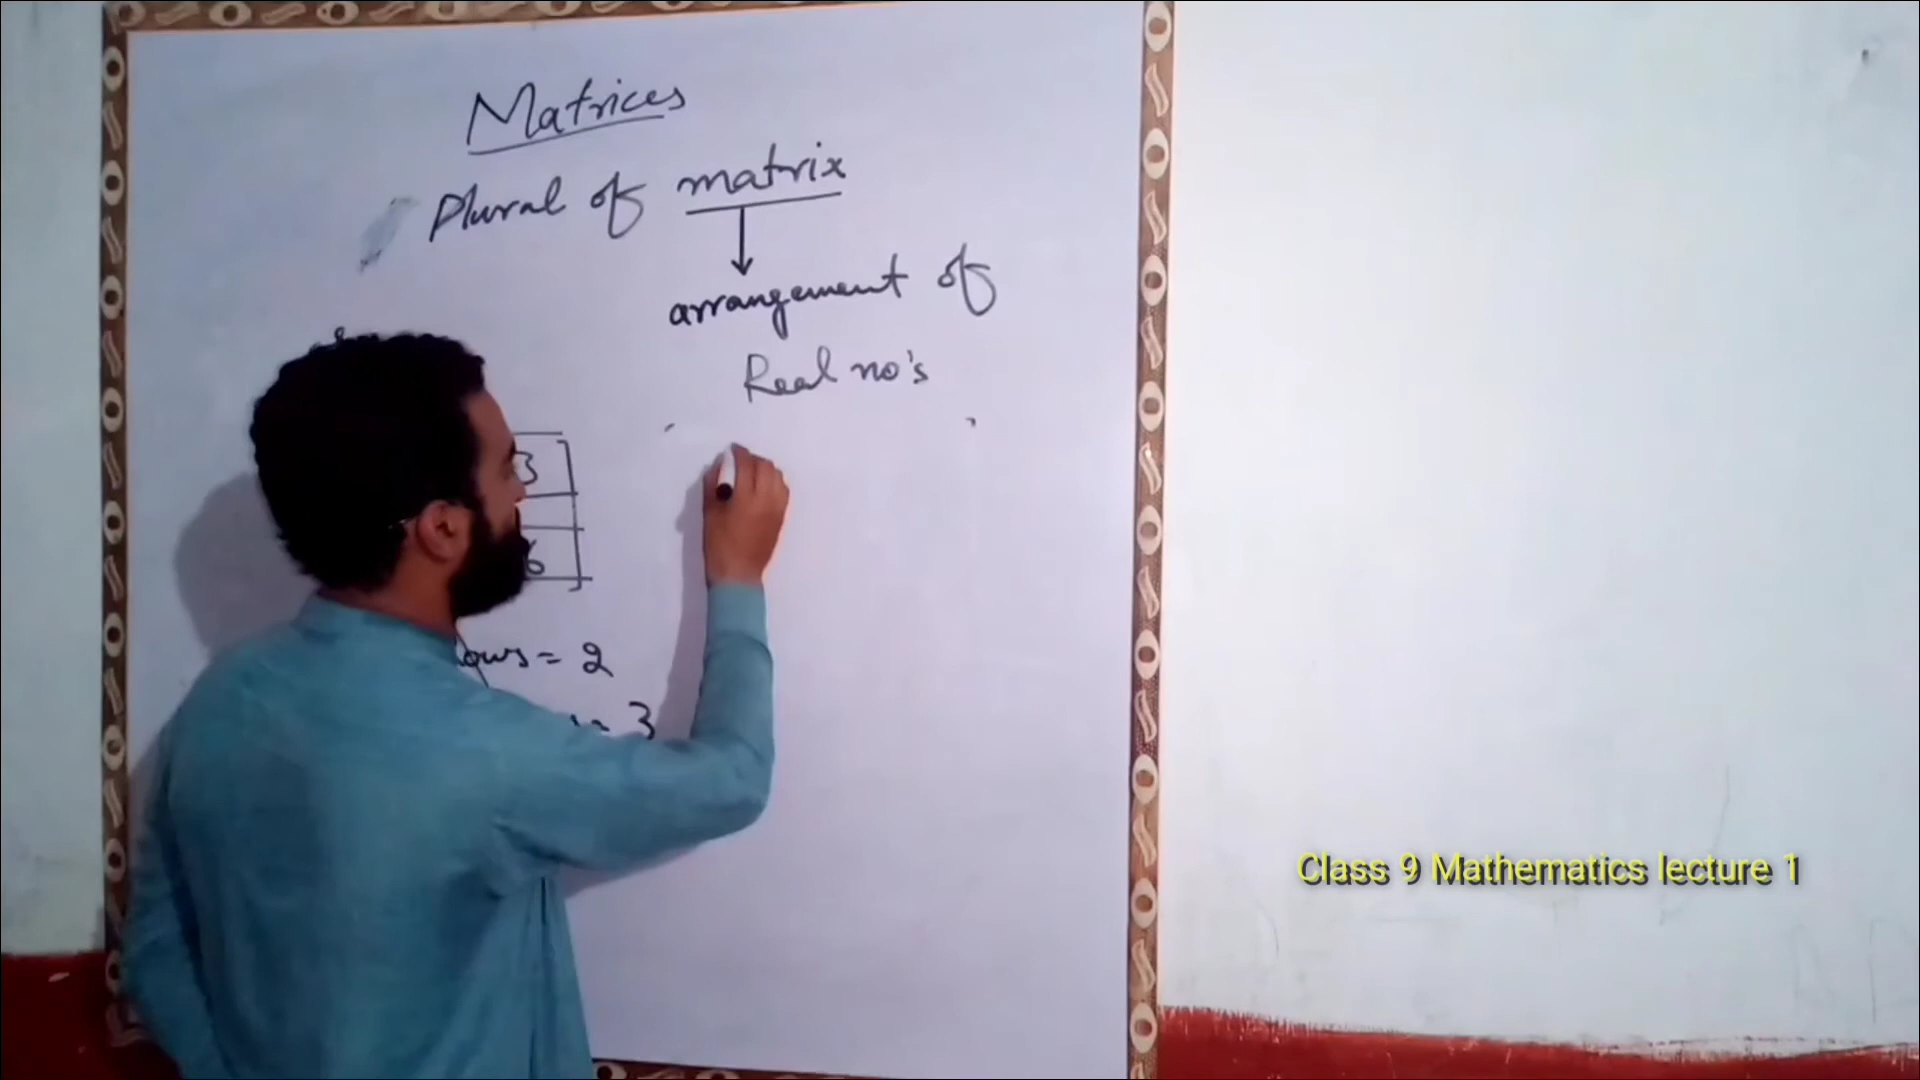 Matrices
Plural of matrix
arrangement of
Real no's
3
6
ows = 2
= 3
Class 9 Mathematics lecture 1